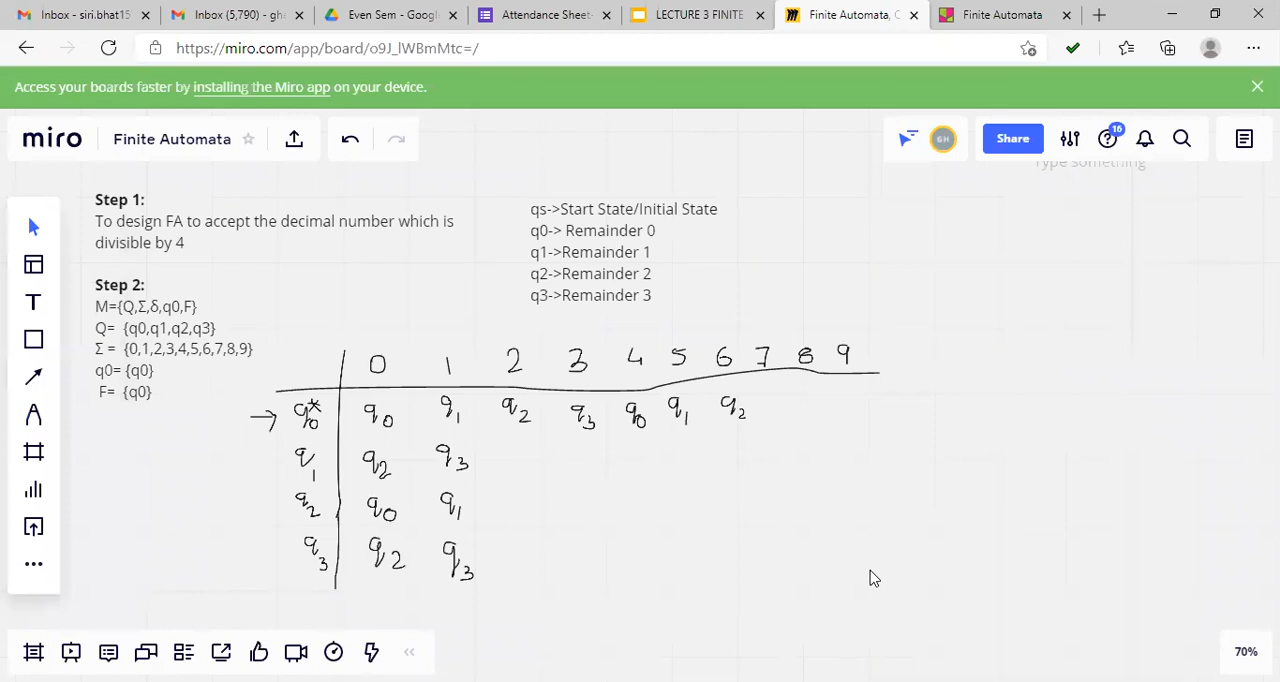 Inbox - siri.bhat15
Inbox (5,790) - gha
Even Sem - Googl
Attendance Sheet-
LECTURE 3 FINITE
Finite Automata, C
Finite Automata
https://miro.com/app/board/o9J_lWBmMtc=/
Access your boards faster by installing the Miro app on your device.
miro
Finite Automata
GH
Share
16
Type something
Step 1:
To design FA to accept the decimal number which is
divisible by 4
Step 2:
M={Q,Σ,δ,q0,F}
Q= {q0,q1,q2,q3}
Σ = {0,1,2,3,4,5,6,7,8,9}
q0= {q0}
F= {q0}
qs->Start State/Initial State
q0-> Remainder 0
q1->Remainder 1
q2->Remainder 2
q3->Remainder 3
0 1 2 3 4 5 6 7 8 9
→ q0* q0 q1 q2 q3 q0 q1 q2
q1 q2 q3
q2 q0 q1
q3 q2 q3
70%